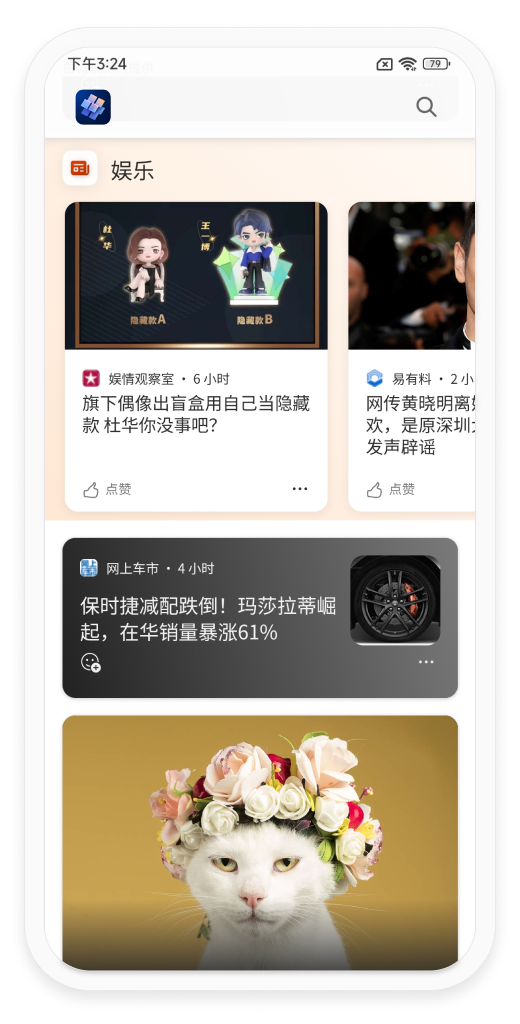 下午3:24
79
娱乐
杜华
王一博
隐藏款A
隐藏款B
娱情观察室 · 6 小时
旗下偶像出盲盒用自己当隐藏
款 杜华你没事吧?
点赞
易有料 · 2 小
网传黄晓明离
欢，是原深圳
发声辟谣
点赞
网上车市 · 4 小时
保时捷减配跌倒！玛莎拉蒂崛
起，在华销量暴涨61%